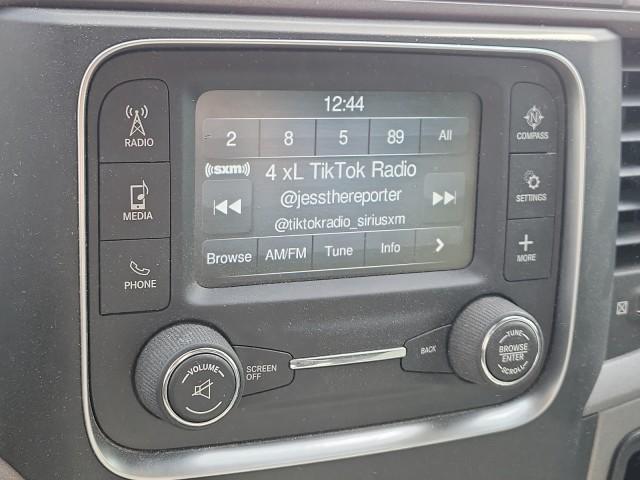 12:44
2 8 5 89 All
((sxm)) 4 xL TikTok Radio
@jessthereporter
@tiktokradio_siriusxm
Browse AM/FM Tune Info
RADIO
MEDIA
PHONE
N
COMPASS
SETTINGS
MORE
VOLUME
SCREEN
OFF
BACK
TUNE
BROWSE
ENTER
SCROLL